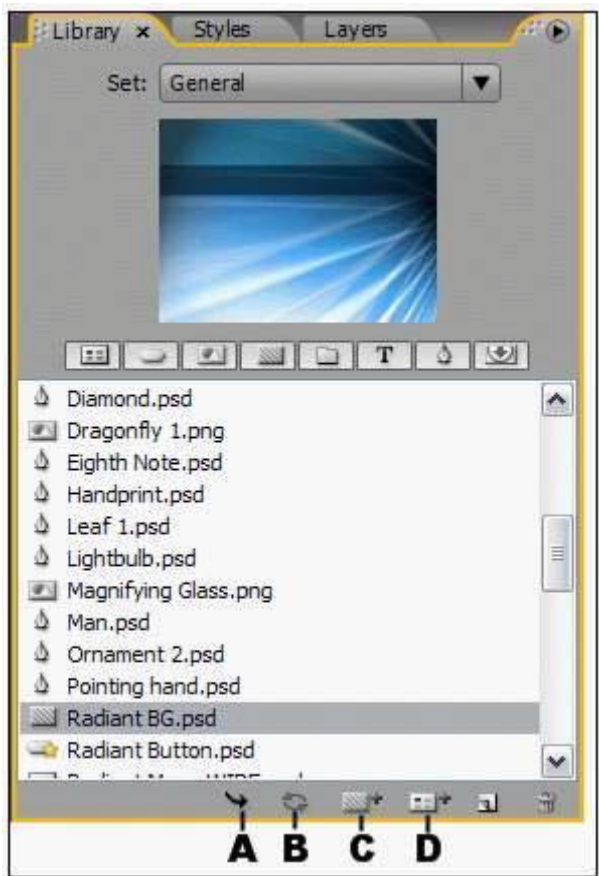 Library × Styles Layers
Set: General
T
Diamond.psd
Dragonfly 1.png
Eighth Note.psd
Handprint.psd
Leaf 1.psd
Lightbulb.psd
Magnifying Glass.png
Man.psd
Ornament 2.psd
Pointing hand.psd
Radiant BG.psd
Radiant Button.psd
A B C D